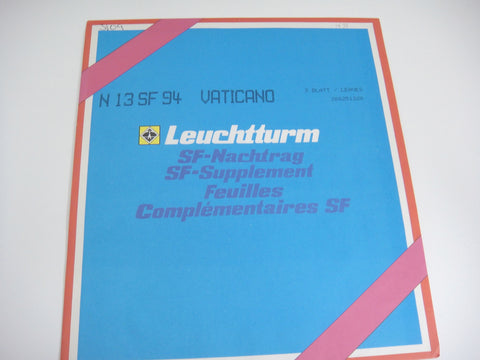 N 13 SF 94 VATICANO
3 BLATT / LEAVES
Leuchtturm
SF-Nachtrag
SF-Supplement
Feuilles
Complémentaires SF